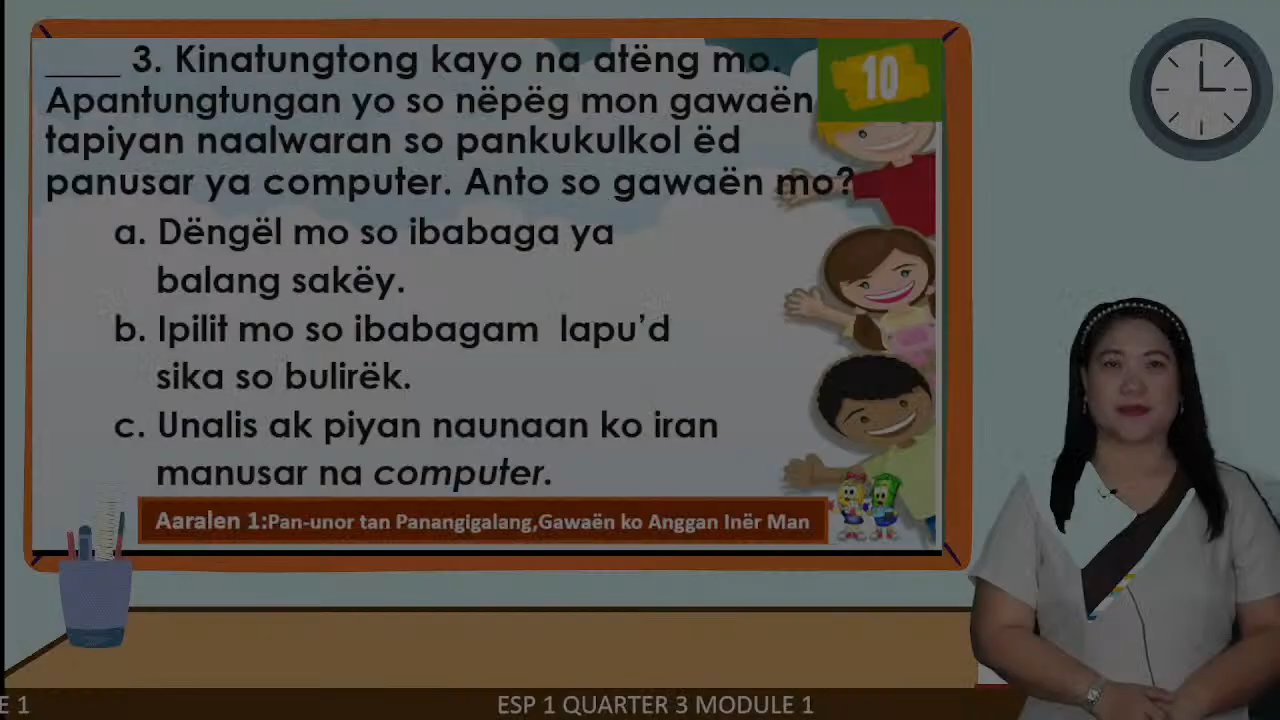 ____ 3. Kinatungtong kayo na atëng mo.
10
Apantungtungan yo so nëpëg mon gawaën
tapiyan naalwaran so pankukulkol ëd
panusar ya computer. Anto so gawaën mo?
a. Dëngël mo so ibabaga ya
balang sakëy.
b. Ipilit mo so ibabagam lapu’d
sika so bulirëk.
c. Unalis ak piyan naunaan ko iran
manusar na computer.
Aaralen 1:Pan-unor tan Panangigalang,Gawaën ko Anggan Inër Man
E 1
ESP 1 QUARTER 3 MODULE 1